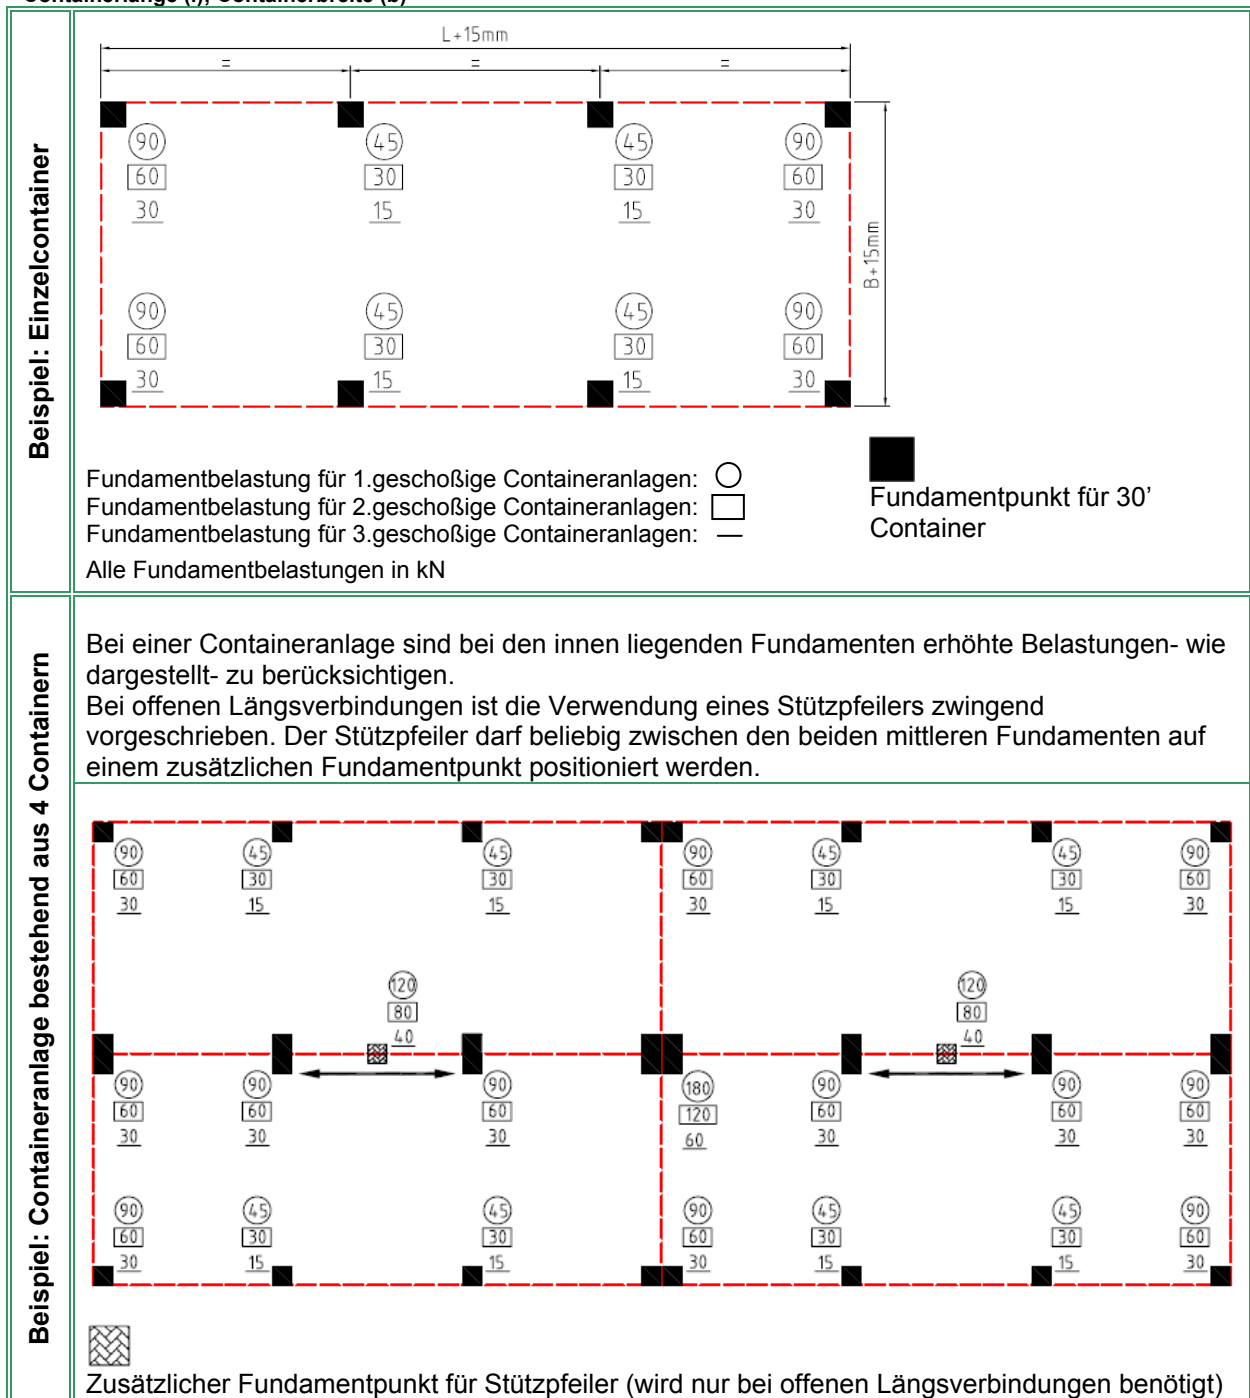 Containerlänge (l), Containerbreite (b)
Beispiel: Einzelcontainer
L+15mm
= = =
90 45 45 90
60 30 30 60
30 15 15 30
B+15mm
90 45 45 90
60 30 30 60
30 15 15 30
Fundamentbelastung für 1.geschoßige Containeranlagen:
Fundamentbelastung für 2.geschoßige Containeranlagen:
Fundamentbelastung für 3.geschoßige Containeranlagen:
Alle Fundamentbelastungen in kN
Fundamentpunkt für 30'
Container
Beispiel: Containeranlage bestehend aus 4 Containern
Bei einer Containeranlage sind bei den innen liegenden Fundamenten erhöhte Belastungen- wie
dargestellt- zu berücksichtigen.
Bei offenen Längsverbindungen ist die Verwendung eines Stützpfeilers zwingend
vorgeschrieben. Der Stützpfeiler darf beliebig zwischen den beiden mittleren Fundamenten auf
einem zusätzlichen Fundamentpunkt positioniert werden.
90 45 45 90 45 45 90
60 30 30 60 30 30 60
30 15 15 30 15 15 30
120 120
80 80
40 40
90 90 90 180 90 90 90
60 60 60 120 60 60 60
30 30 30 60 30 30 30
90 45 45 90 45 45 90
60 30 30 60 30 30 60
30 15 15 30 15 15 30
Zusätzlicher Fundamentpunkt für Stützpfeiler (wird nur bei offenen Längsverbindungen benötigt)